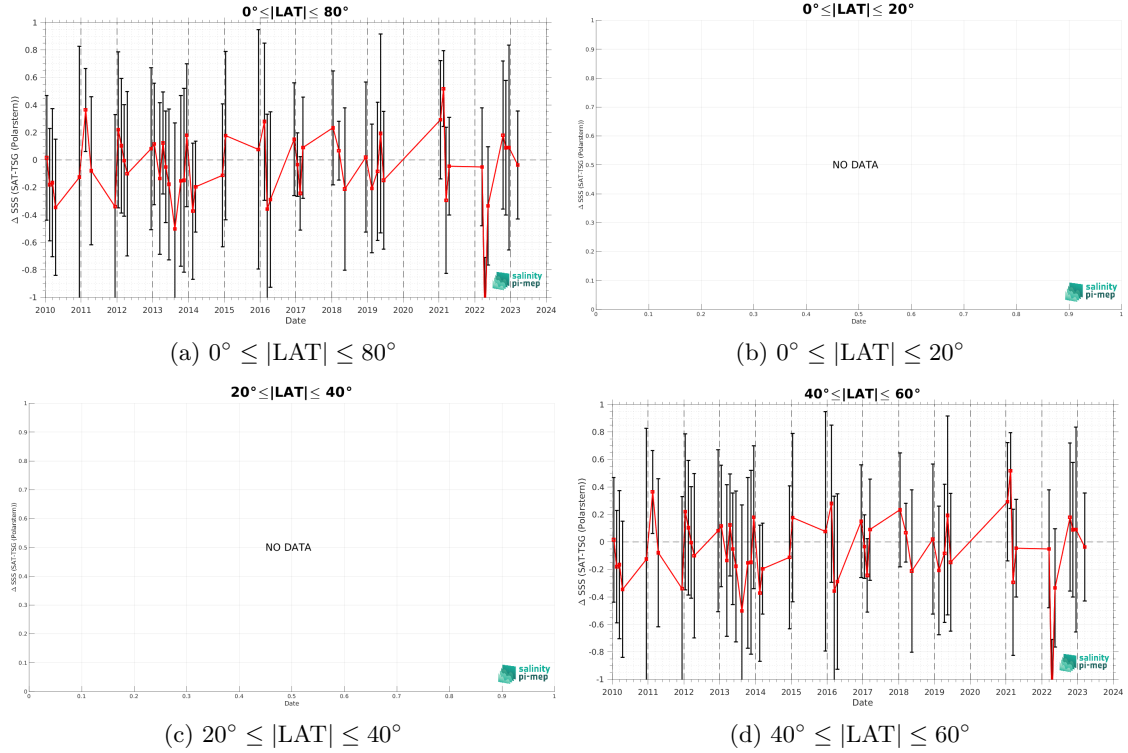 0°≤|LAT|≤ 80°
Δ SSS (SAT-TSG (Polarstern))
1
0.8
0.6
0.4
0.2
0
-0.2
-0.4
-0.6
-0.8
-1
2010 2011 2012 2013 2014 2015 2016 2017 2018 2019 2020 2021 2022 2023 2024
Date
salinity
pi-mep
(a) 0° ≤ |LAT| ≤ 80°
0°≤|LAT|≤ 20°
Δ SSS (SAT-TSG (Polarstern))
1
0.9
0.8
0.7
0.6
0.5
0.4
0.3
0.2
0.1
0
NO DATA
0 0.1 0.2 0.3 0.4 0.5 0.6 0.7 0.8 0.9 1
Date
salinity
pi-mep
(b) 0° ≤ |LAT| ≤ 20°
20°≤|LAT|≤ 40°
Δ SSS (SAT-TSG (Polarstern))
1
0.9
0.8
0.7
0.6
0.5
0.4
0.3
0.2
0.1
0
NO DATA
0 0.1 0.2 0.3 0.4 0.5 0.6 0.7 0.8 0.9 1
Date
salinity
pi-mep
(c) 20° ≤ |LAT| ≤ 40°
40°≤|LAT|≤ 60°
Δ SSS (SAT-TSG (Polarstern))
1
0.8
0.6
0.4
0.2
0
-0.2
-0.4
-0.6
-0.8
-1
2010 2011 2012 2013 2014 2015 2016 2017 2018 2019 2020 2021 2022 2023 2024
Date
salinity
pi-mep
(d) 40° ≤ |LAT| ≤ 60°